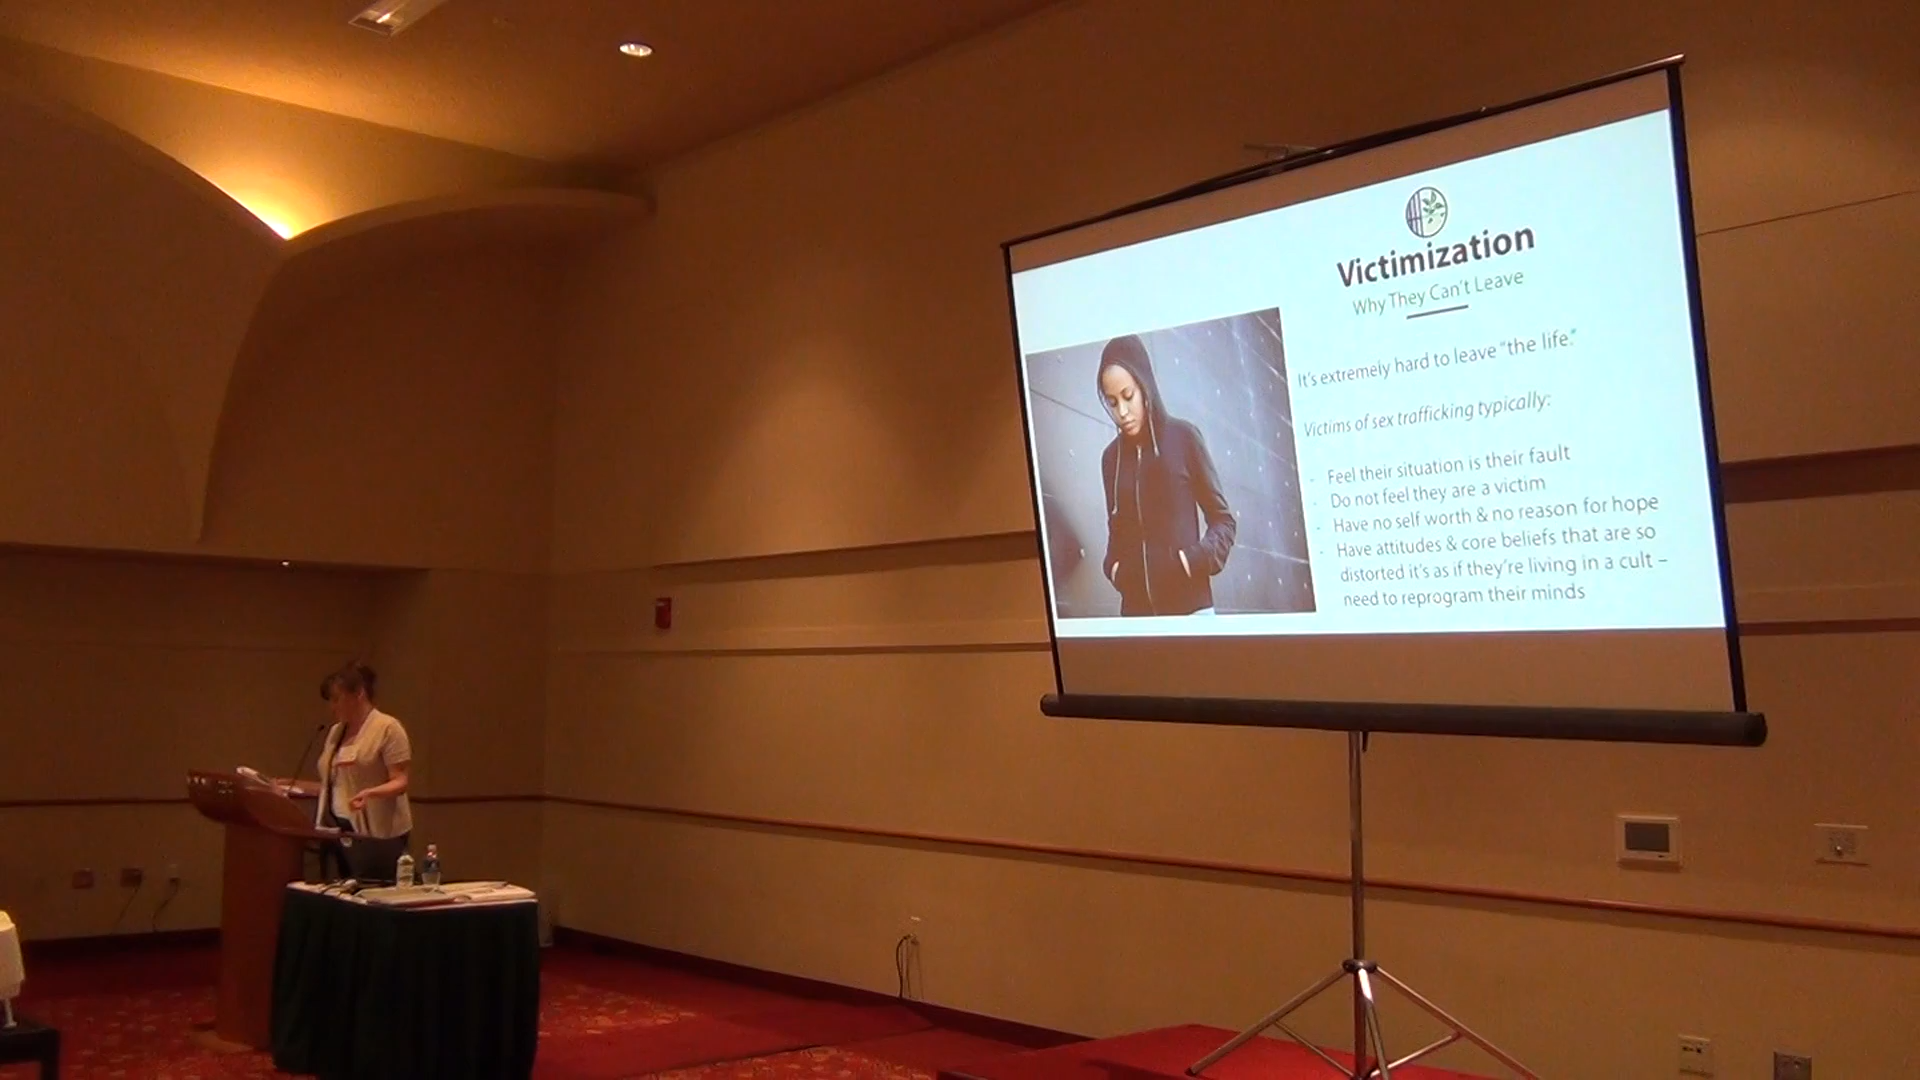 Victimization
Why They Can't Leave
It's extremely hard to leave "the life."
Victims of sex trafficking typically:
- Feel their situation is their fault
- Do not feel they are a victim
- Have no self worth & no reason for hope
- Have attitudes & core beliefs that are so
distorted it's as if they're living in a cult –
need to reprogram their minds